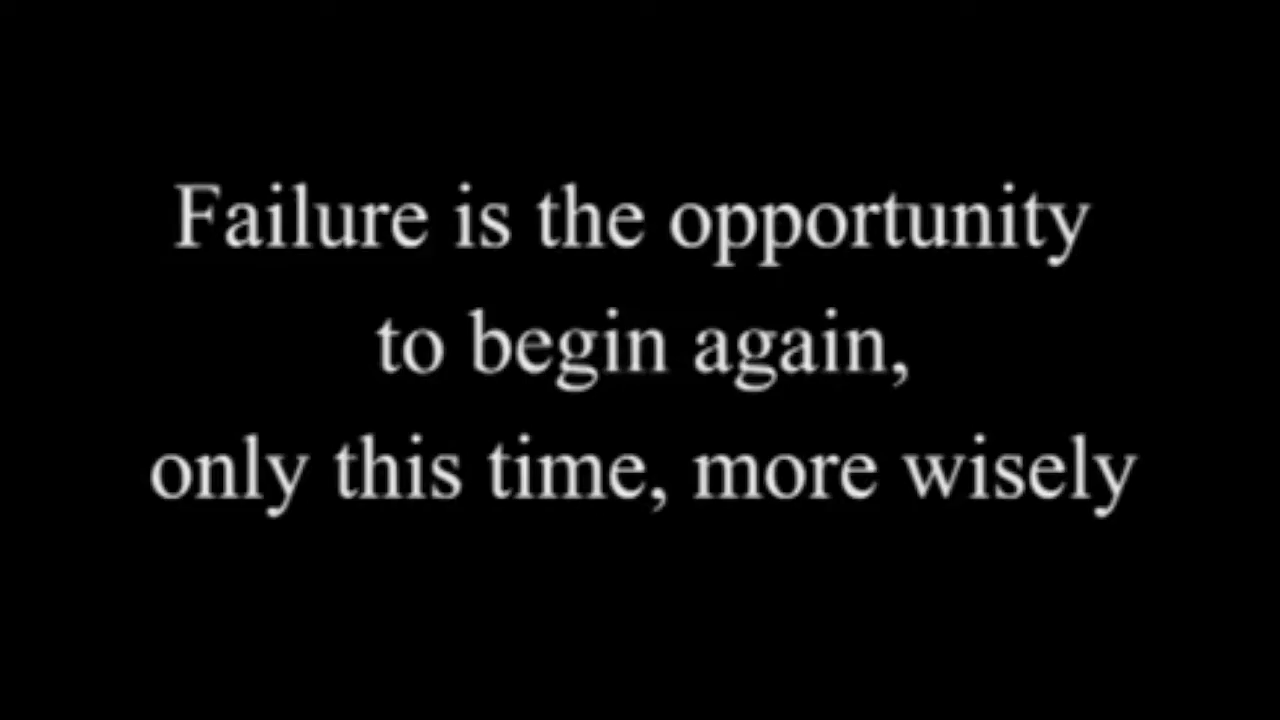 Failure is the opportunity
to begin again,
only this time, more wisely